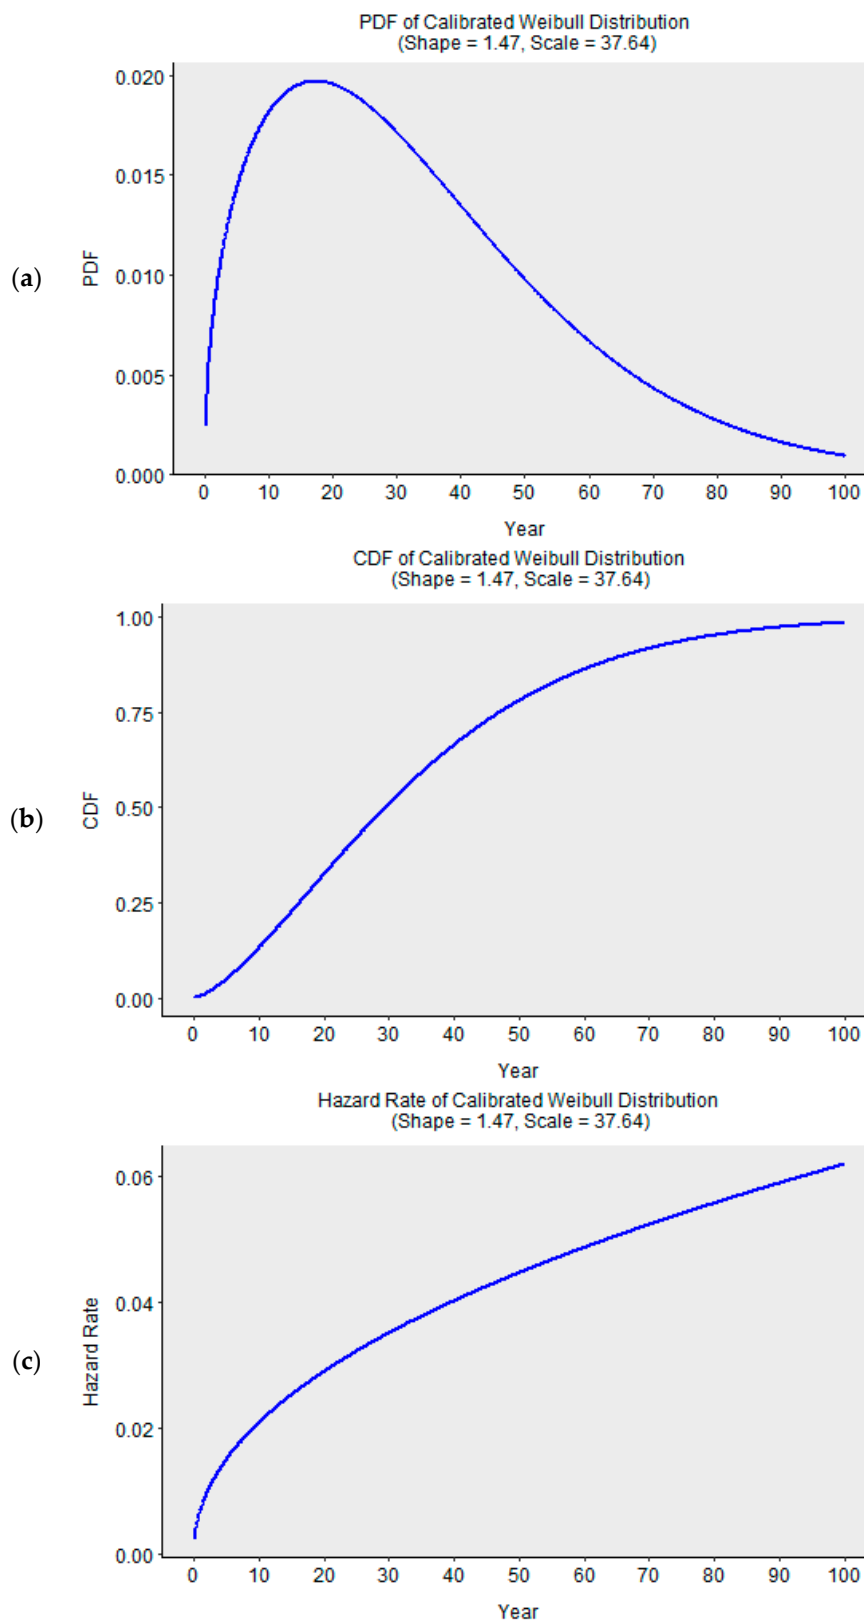 PDF of Calibrated Weibull Distribution
(Shape = 1.47, Scale = 37.64)
0.020
0.015
(a)
PDF
0.010
0.005
0.000
0 10 20 30 40 50 60 70 80 90 100
Year
CDF of Calibrated Weibull Distribution
(Shape = 1.47, Scale = 37.64)
1.00
0.75
(b)
CDF
0.50
0.25
0.00
0 10 20 30 40 50 60 70 80 90 100
Year
Hazard Rate of Calibrated Weibull Distribution
(Shape = 1.47, Scale = 37.64)
0.06
0.04
(c)
Hazard Rate
0.02
0.00
0 10 20 30 40 50 60 70 80 90 100
Year